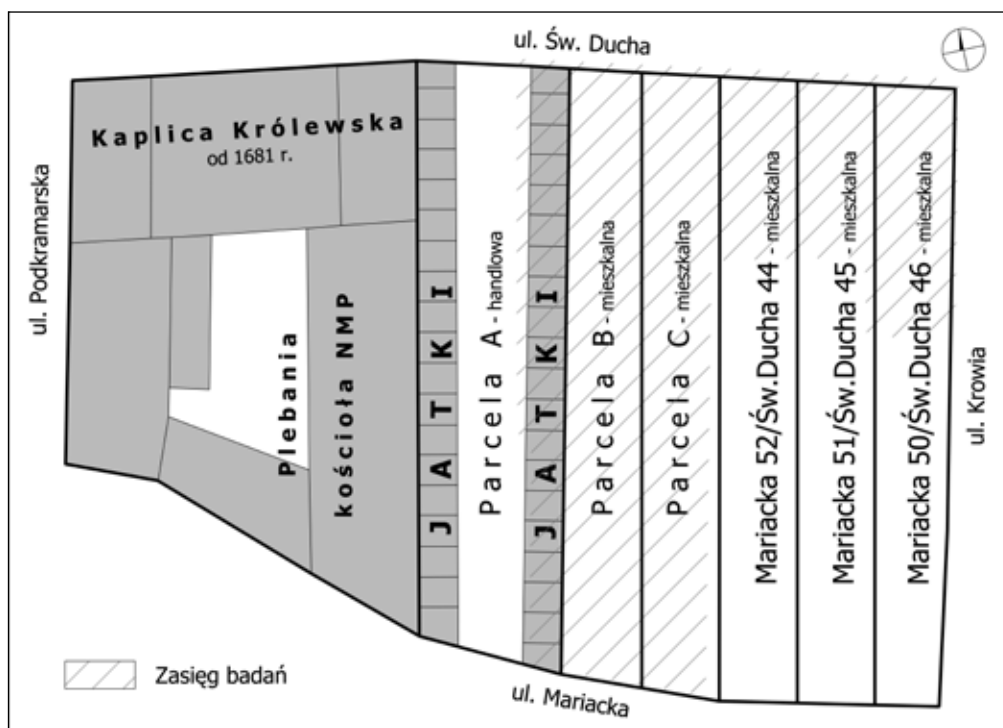 ul. Św. Ducha
Kaplica Królewska
od 1681 r.
ul. Podkramarska
Plebania
kościoła NMP
JATKI
Parcela A - handlowa
JATKI
Parcela B - mieszkalna
Parcela C - mieszkalna
Mariacka 52/Św.Ducha 44 - mieszkalna
Mariacka 51/Św.Ducha 45 - mieszkalna
Mariacka 50/Św.Ducha 46 - mieszkalna
ul. Krowia
Zasięg badań
ul. Mariacka